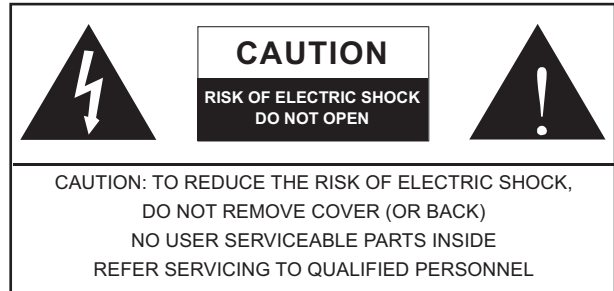 CAUTION
RISK OF ELECTRIC SHOCK
DO NOT OPEN
!
CAUTION: TO REDUCE THE RISK OF ELECTRIC SHOCK,
DO NOT REMOVE COVER (OR BACK)
NO USER SERVICEABLE PARTS INSIDE
REFER SERVICING TO QUALIFIED PERSONNEL